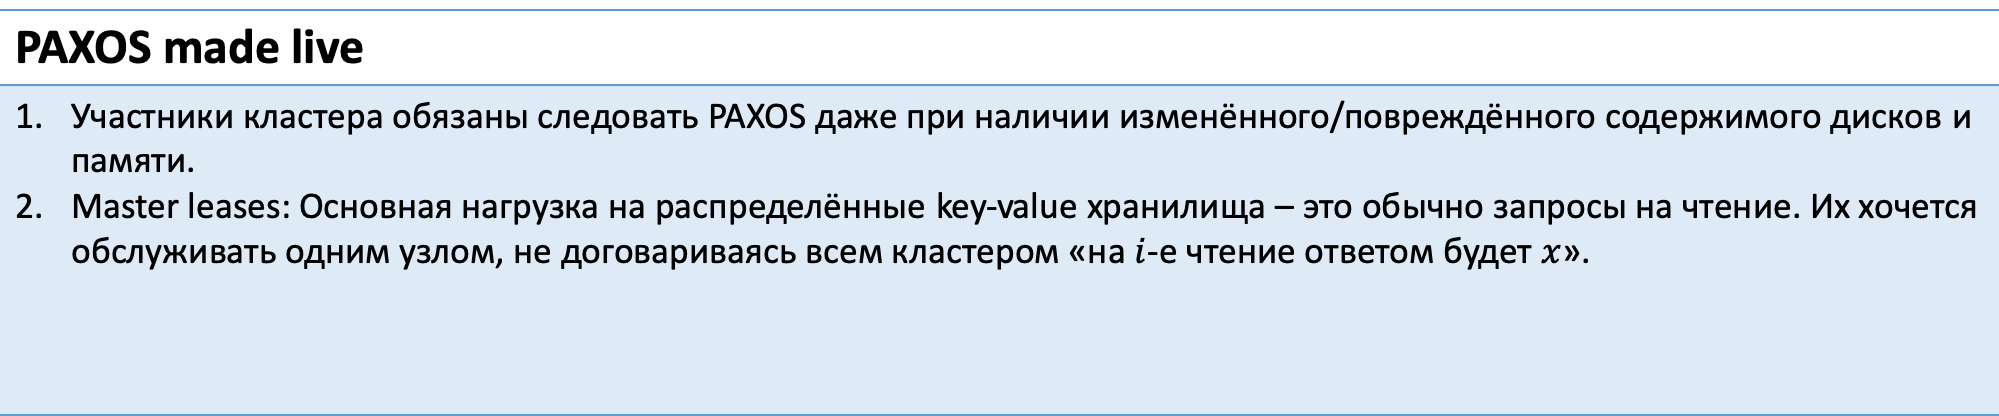 PAXOS made live
1. Участники кластера обязаны следовать PAXOS даже при наличии изменённого/повреждённого содержимого дисков и
памяти.
2. Master leases: Основная нагрузка на распределённые key-value хранилища – это обычно запросы на чтение. Их хочется
обслуживать одним узлом, не договариваясь всем кластером «на i-е чтение ответом будет x».